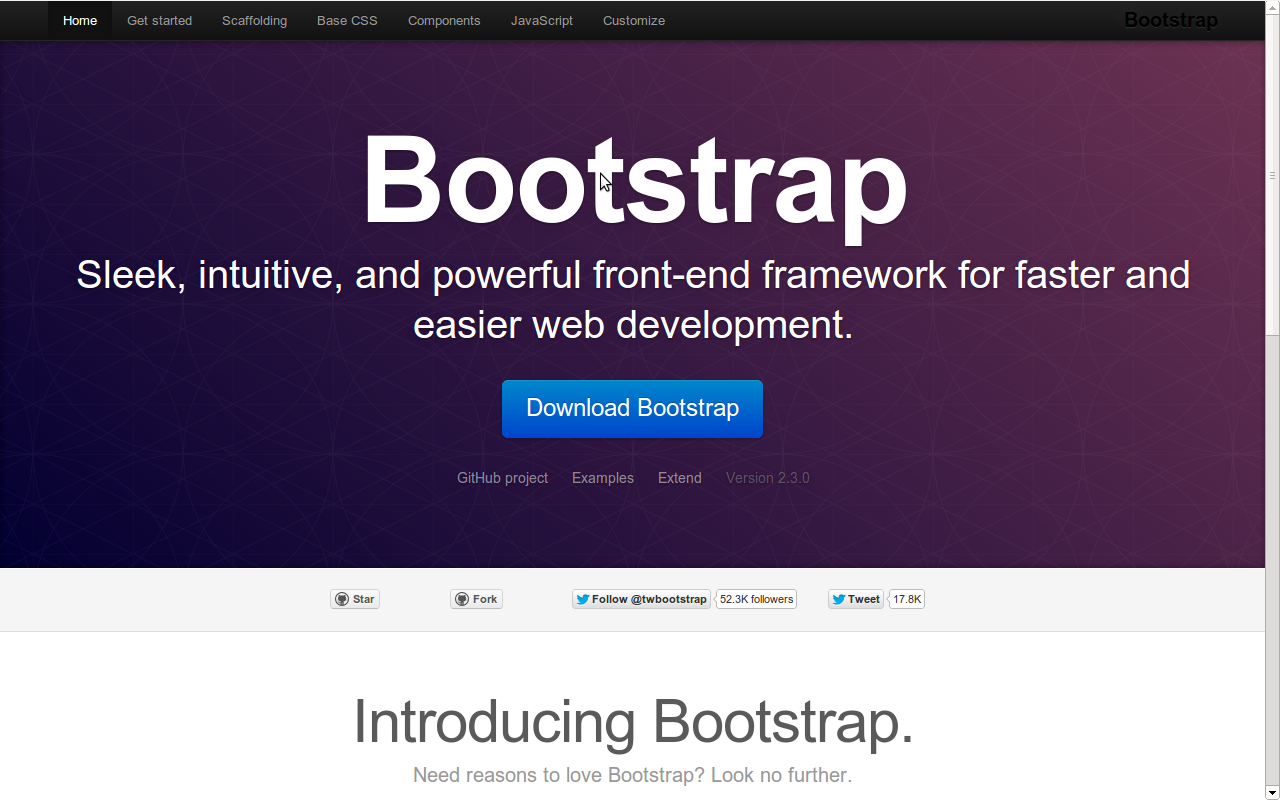 Home Get started Scaffolding Base CSS Components JavaScript Customize Bootstrap
Bootstrap
Sleek, intuitive, and powerful front-end framework for faster and
easier web development.
Download Bootstrap
GitHub project Examples Extend Version 2.3.0
Star Fork Follow @twbootstrap 52.3K followers Tweet 17.8K
Introducing Bootstrap.
Need reasons to love Bootstrap? Look no further.